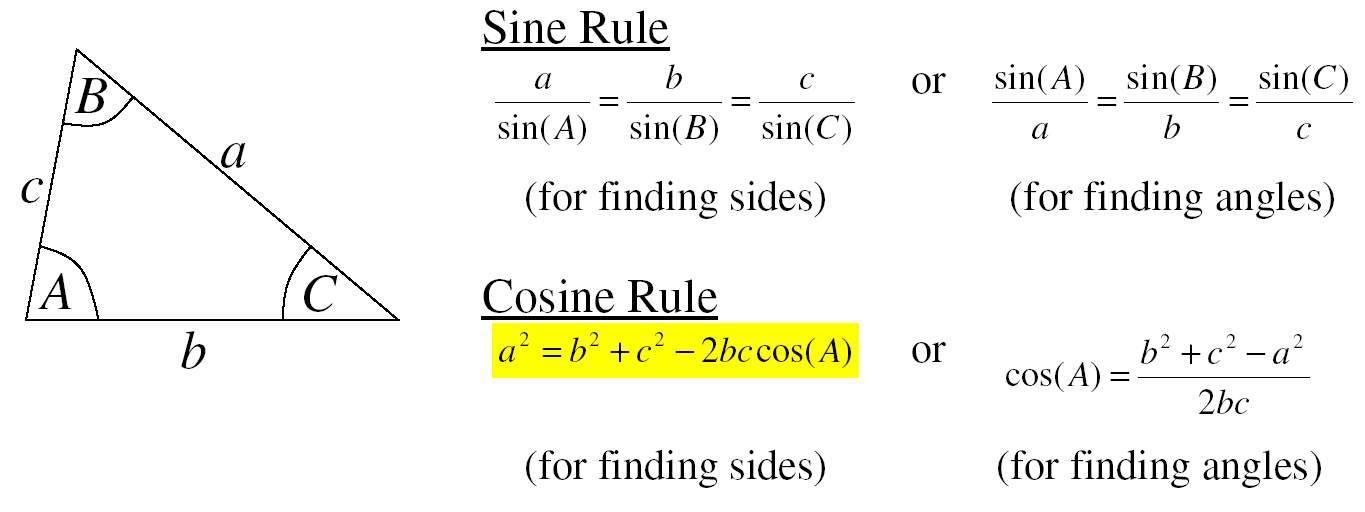 B
a
c
A
C
b
Sine Rule
a/sin(A) = b/sin(B) = c/sin(C) or sin(A)/a = sin(B)/b = sin(C)/c
(for finding sides) (for finding angles)
Cosine Rule
a² = b² + c² − 2bc cos(A) or cos(A) = b² + c² − a² / 2bc
(for finding sides) (for finding angles)